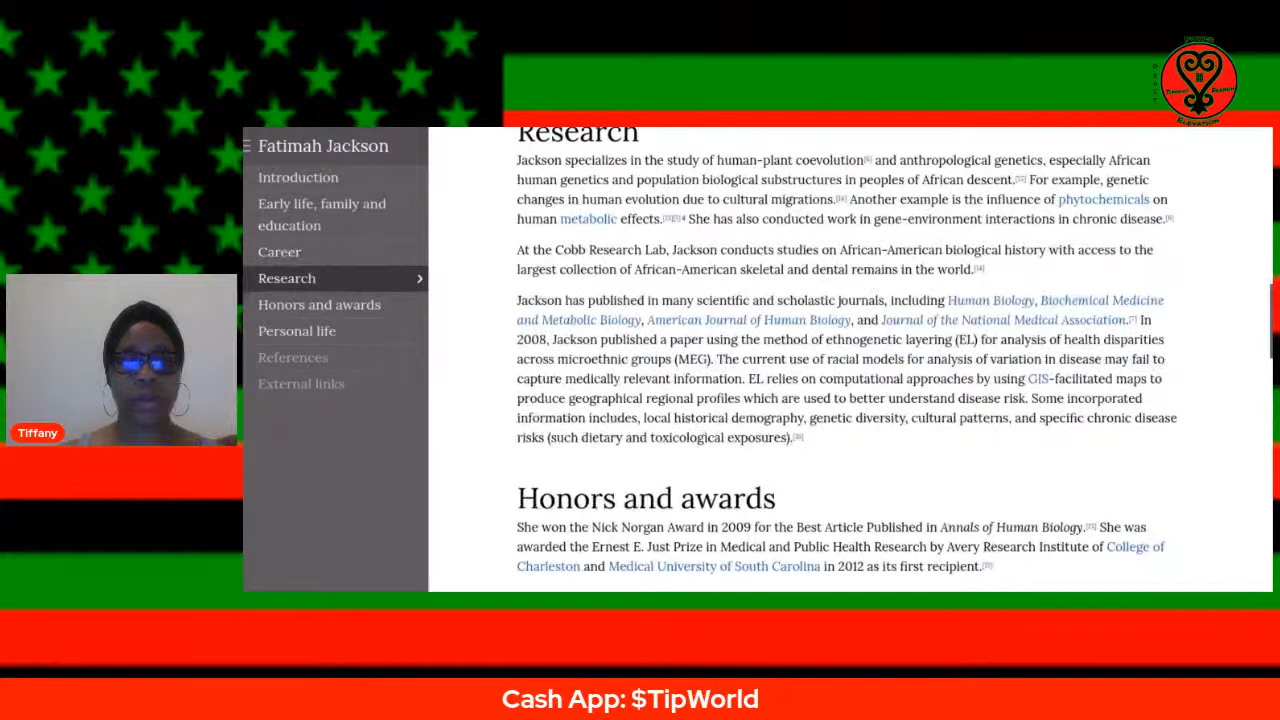 POWER
TIFFANY FRENCH
ELEVATION
Research
Fatimah Jackson
Introduction
Early life, family and
education
Career
Research
Honors and awards
Personal life
References
External links
Jackson specializes in the study of human-plant coevolution and anthropological genetics, especially African
human genetics and population biological substructures in peoples of African descent. For example, genetic
changes in human evolution due to cultural migrations. Another example is the influence of phytochemicals on
human metabolic effects. She has also conducted work in gene-environment interactions in chronic disease.
At the Cobb Research Lab, Jackson conducts studies on African-American biological history with access to the
largest collection of African-American skeletal and dental remains in the world.
Jackson has published in many scientific and scholastic journals, including Human Biology, Biochemical Medicine
and Metabolic Biology, American Journal of Human Biology, and Journal of the National Medical Association. In
2008, Jackson published a paper using the method of ethnogenetic layering (EL) for analysis of health disparities
across microethnic groups (MEG). The current use of racial models for analysis of variation in disease may fail to
capture medically relevant information. EL relies on computational approaches by using GIS-facilitated maps to
produce geographical regional profiles which are used to better understand disease risk. Some incorporated
information includes, local historical demography, genetic diversity, cultural patterns, and specific chronic disease
risks (such dietary and toxicological exposures).
Honors and awards
She won the Nick Norgan Award in 2009 for the Best Article Published in Annals of Human Biology. She was
awarded the Ernest E. Just Prize in Medical and Public Health Research by Avery Research Institute of College of
Charleston and Medical University of South Carolina in 2012 as its first recipient.
Tiffany
Cash App: $TipWorld